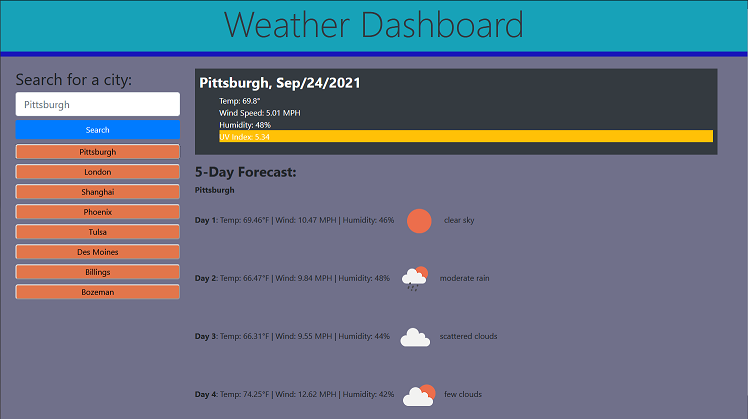 Weather Dashboard
Search for a city:
Pittsburgh
Search
Pittsburgh
London
Shanghai
Phoenix
Tulsa
Des Moines
Billings
Bozeman
Pittsburgh, Sep/24/2021
Temp: 69.8°
Wind Speed: 5.01 MPH
Humidity: 48%
UV Index: 5.34
5-Day Forecast:
Pittsburgh
Day 1: Temp: 69.46°F | Wind: 10.47 MPH | Humidity: 46% clear sky
Day 2: Temp: 66.47°F | Wind: 9.84 MPH | Humidity: 48% moderate rain
Day 3: Temp: 66.31°F | Wind: 9.55 MPH | Humidity: 44% scattered clouds
Day 4: Temp: 74.25°F | Wind: 12.62 MPH | Humidity: 42% few clouds